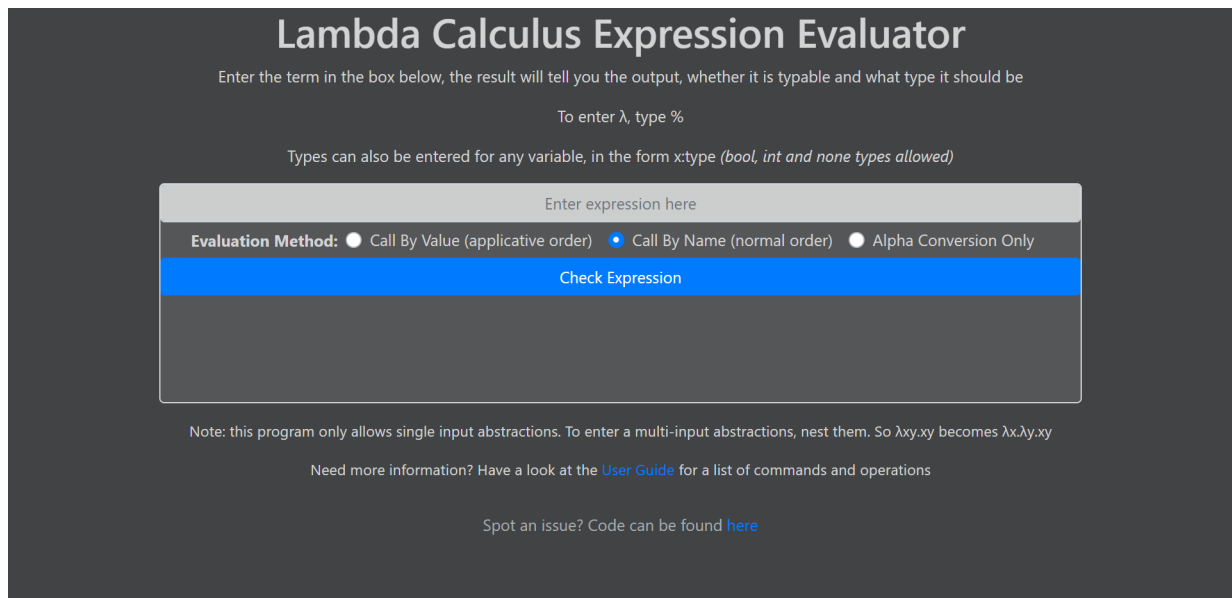 Lambda Calculus Expression Evaluator
Enter the term in the box below, the result will tell you the output, whether it is typable and what type it should be
To enter λ, type %
Types can also be entered for any variable, in the form x:type (bool, int and none types allowed)
Enter expression here
Evaluation Method: Call By Value (applicative order) Call By Name (normal order) Alpha Conversion Only
Check Expression
Note: this program only allows single input abstractions. To enter a multi-input abstractions, nest them. So λxy.xy becomes λx.λy.xy
Need more information? Have a look at the User Guide for a list of commands and operations
Spot an issue? Code can be found here